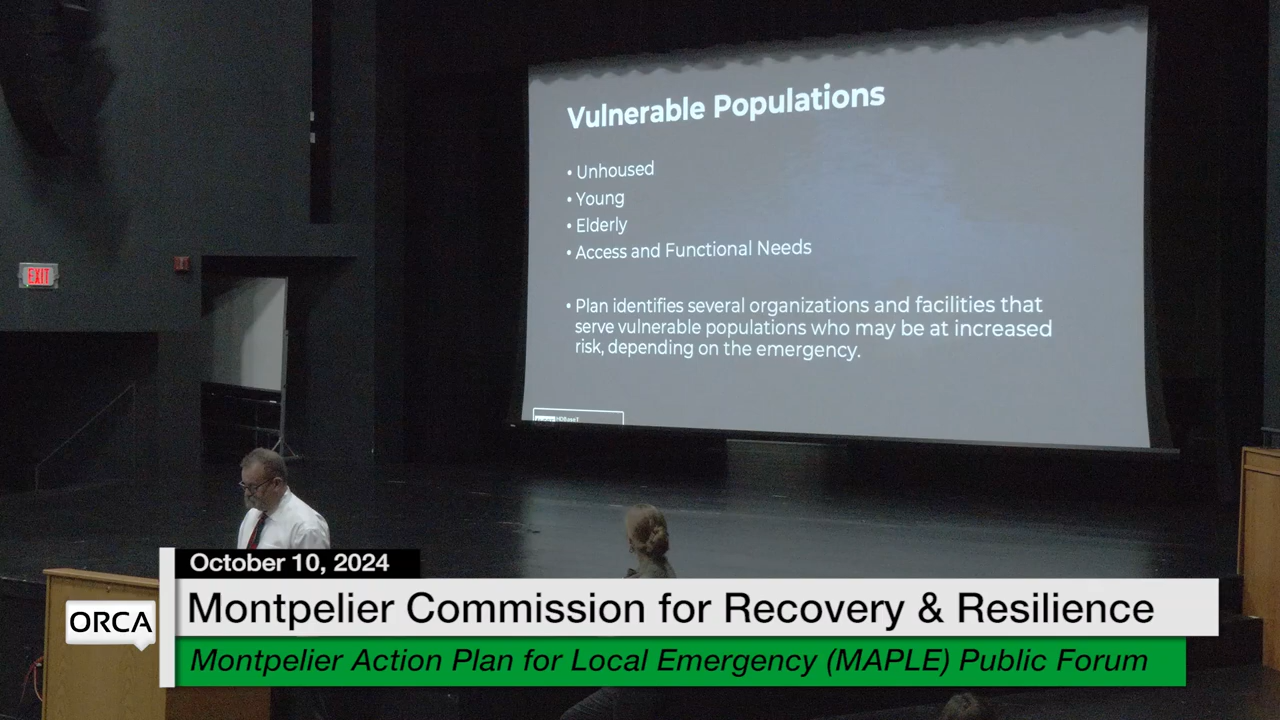 Vulnerable Populations
• Unhoused
• Young
• Elderly
• Access and Functional Needs
• Plan identifies several organizations and facilities that
serve vulnerable populations who may be at increased
risk, depending on the emergency.
EXIT
October 10, 2024
ORCA
Montpelier Commission for Recovery & Resilience
Montpelier Action Plan for Local Emergency (MAPLE) Public Forum